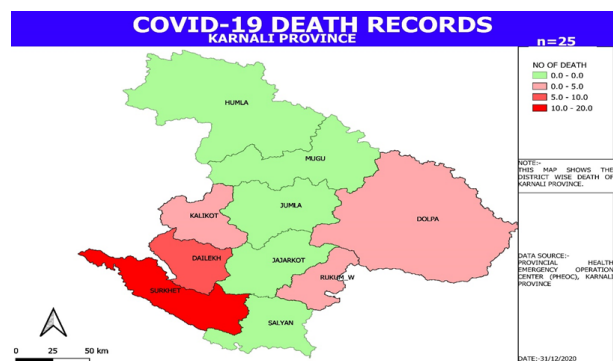 COVID-19 DEATH RECORDS
KARNALI PROVINCE
n=25
NO OF DEATH
0.0 - 0.0
0.0 - 5.0
5.0 - 10.0
10.0 - 20.0
HUMLA
MUGU
NOTE:-
THIS MAP SHOWS THE
DISTRICT WISE DEATH OF
KARNALI PROVINCE.
JUMLA
KALIKOT
DOLPA
DAILEKH
JAJARKOT
RUKUM_W
SURKHET
SALYAN
DATA SOURCE:-
PROVINCIAL HEALTH
EMERGENCY OPERATION
CENTER (PHEOC), KARNALI
PROVINCE
0 25 50 km
DATE:-31/12/2020